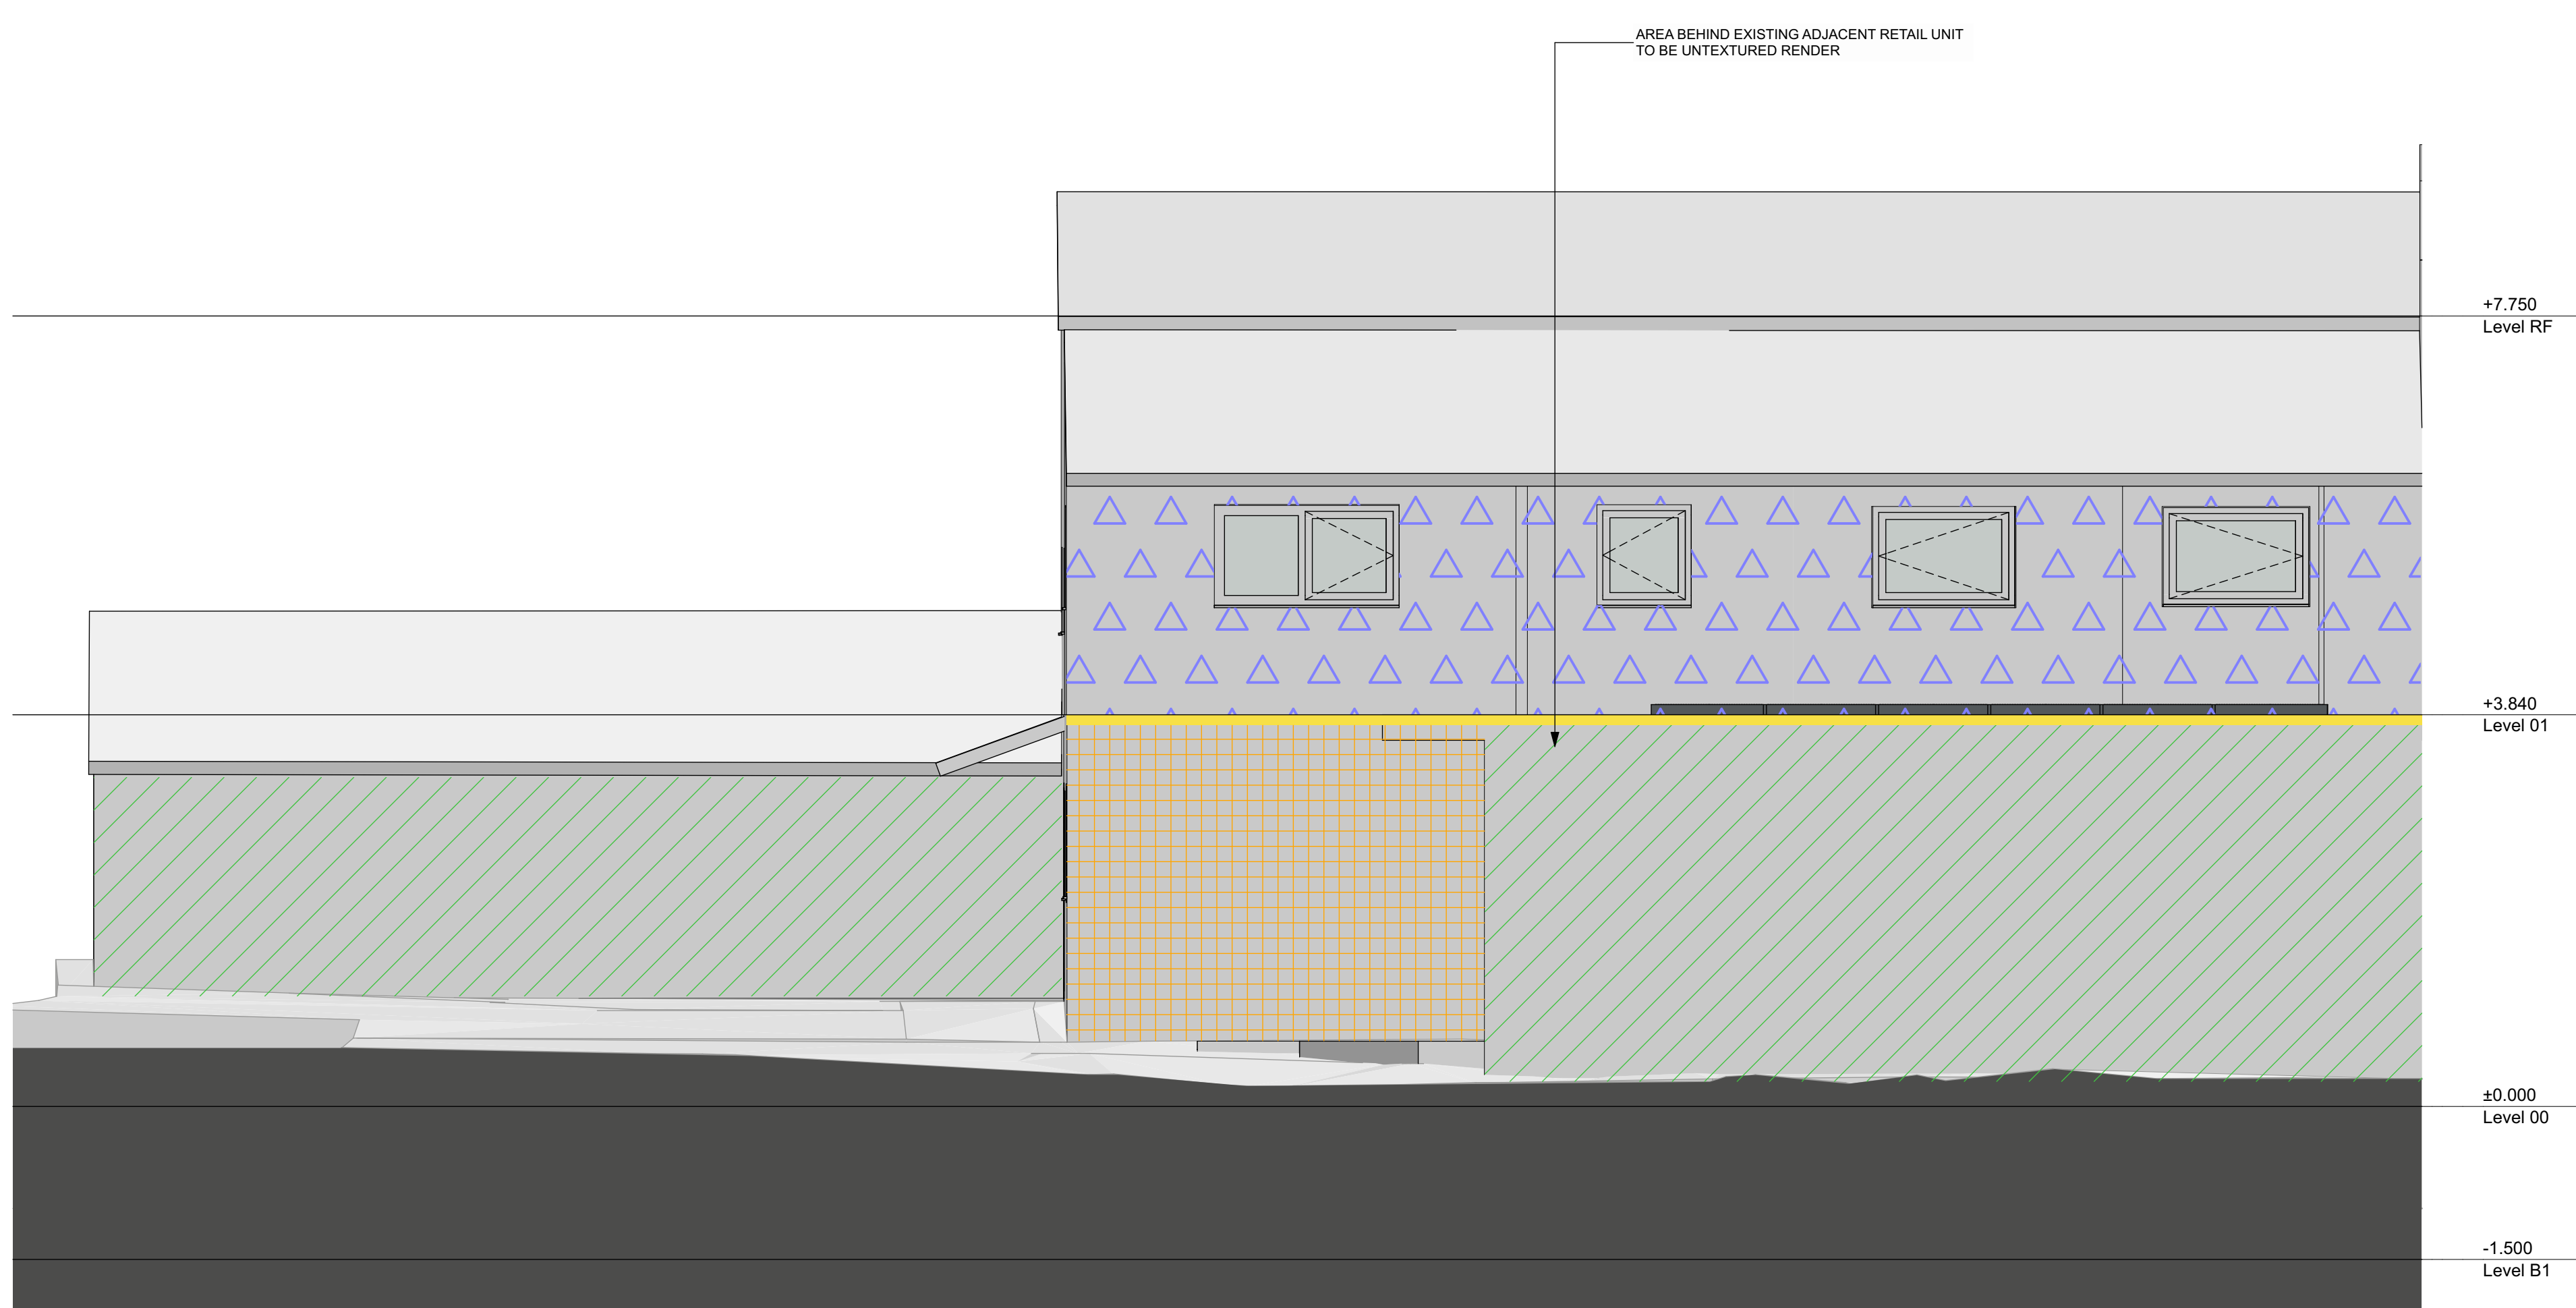 AREA BEHIND EXISTING ADJACENT RETAIL UNIT
TO BE UNTEXTURED RENDER
+7.750
Level RF
+3.840
Level 01
±0.000
Level 00
-1.500
Level B1